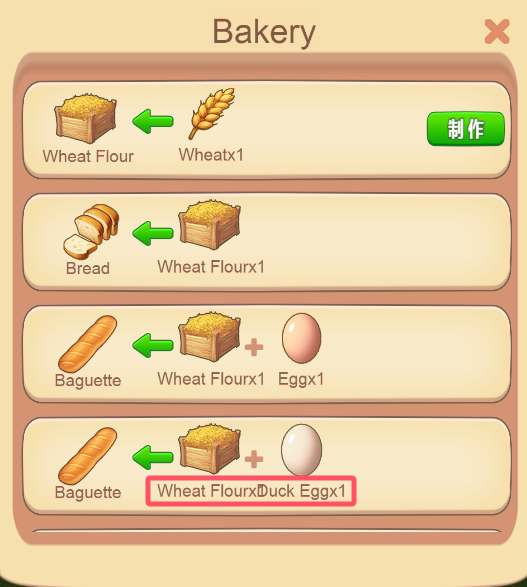 Bakery
Wheat Flour
Wheatx1
制作
Bread
Wheat Flourx1
Baguette
Wheat Flourx1
Eggx1
Baguette
Wheat Flourx1
Duck Eggx1